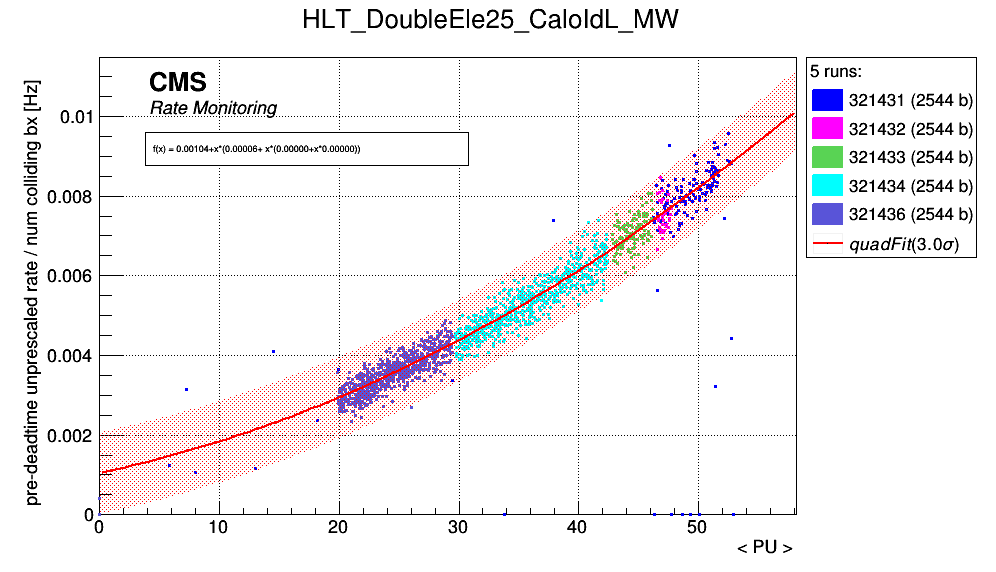 HLT_DoubleEle25_CaloIdL_MW
pre-deadtime unprescaled rate / num colliding bx [Hz]
CMS
Rate Monitoring
f(x) = 0.00104+x*(0.00006+ x*(0.00000+x*0.00000))
0.01
0.008
0.006
0.004
0.002
0
0 10 20 30 40 50
< PU >
5 runs:
321431 (2544 b)
321432 (2544 b)
321433 (2544 b)
321434 (2544 b)
321436 (2544 b)
quadFit(3.0σ)